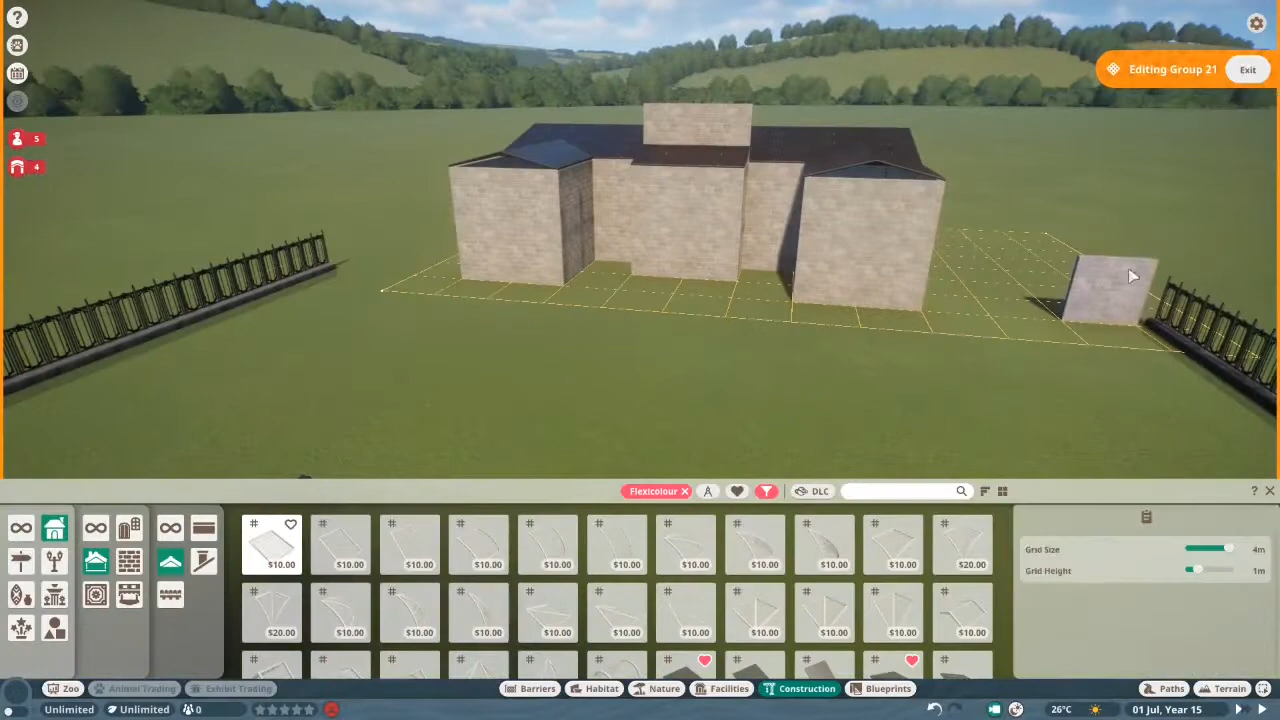 ?
Editing Group 21 Exit
5
4
Flexicolour × DLC ? ×
# $10.00 # $10.00 # $10.00 # $10.00 # $10.00 # $10.00 # $10.00 # $10.00 # $10.00 # $10.00 # $20.00
Grid Size 4m
Grid Height 1m
# $20.00 # $10.00 # $10.00 # $10.00 # $10.00 # $10.00 # $10.00 # $10.00 # $10.00 # $10.00 # $10.00
# # # # # # # # # # #
Zoo Animal Trading Exhibit Trading Barriers Habitat Nature Facilities Construction Blueprints Paths Terrain
Unlimited Unlimited 0 26°C 01 Jul, Year 15